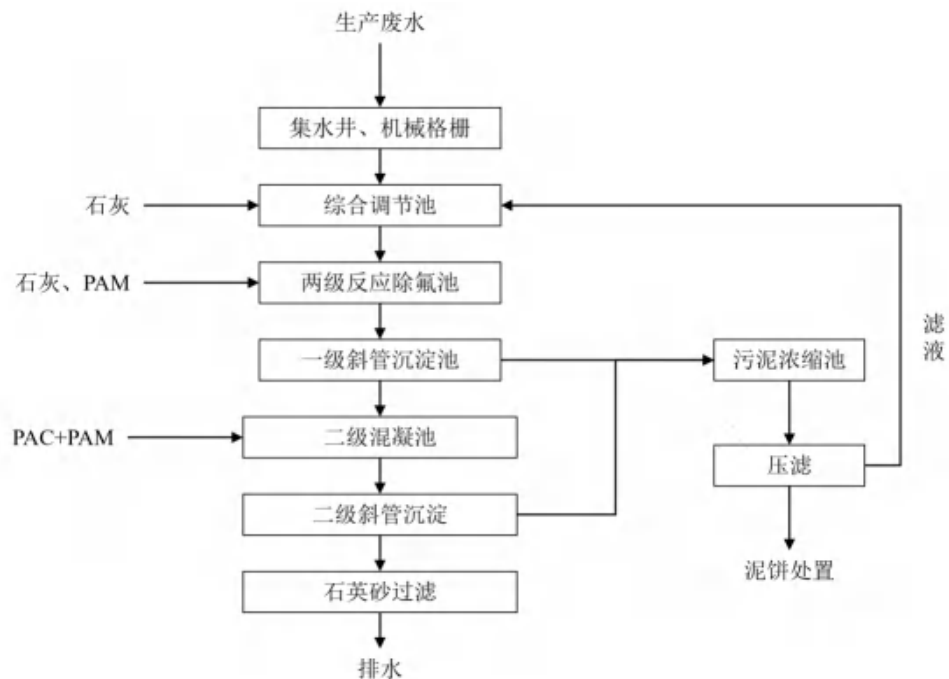 生产废水
集水井、机械格栅
石灰
综合调节池
石灰、PAM
两级反应除氟池
一级斜管沉淀池
污泥浓缩池
滤
液
PAC+PAM
二级混凝池
压滤
二级斜管沉淀
泥饼处置
石英砂过滤
排水